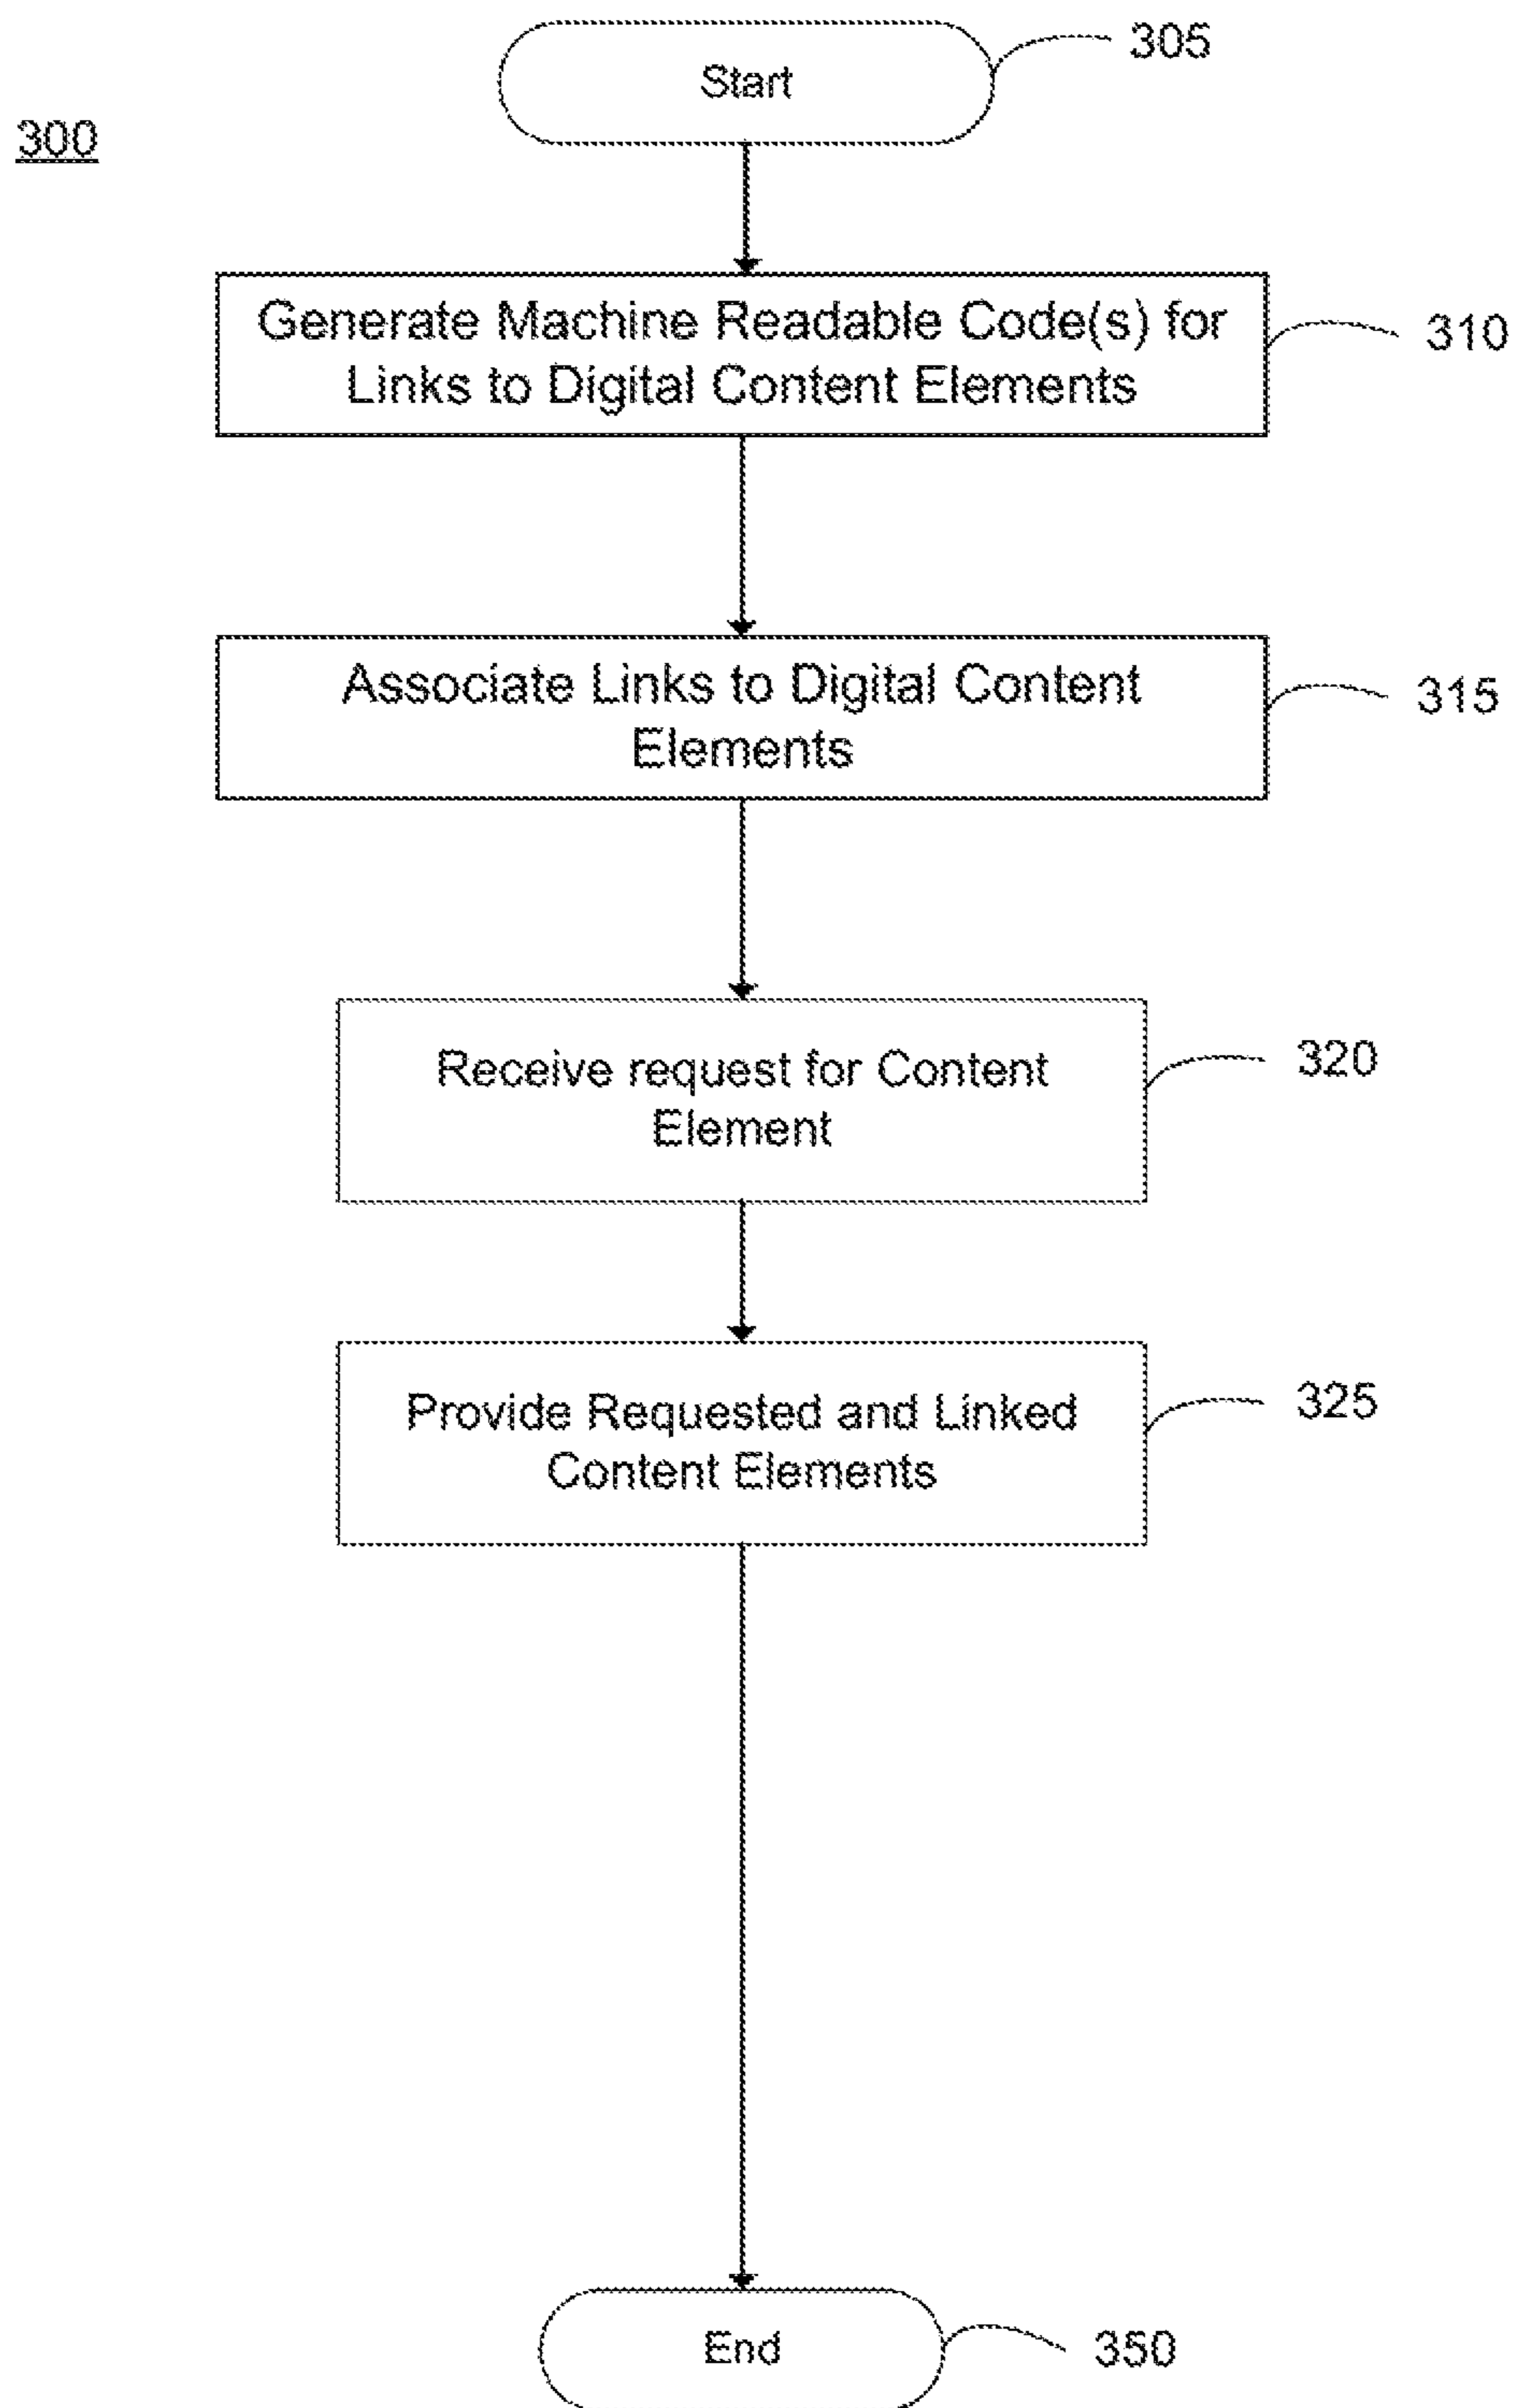 305
Start
300
Generate Machine Readable Code(s) for
Links to Digital Content Elements
310
Associate Links to Digital Content
Elements
315
Receive request for Content
Element
320
Provide Requested and Linked
Content Elements
325
End
350